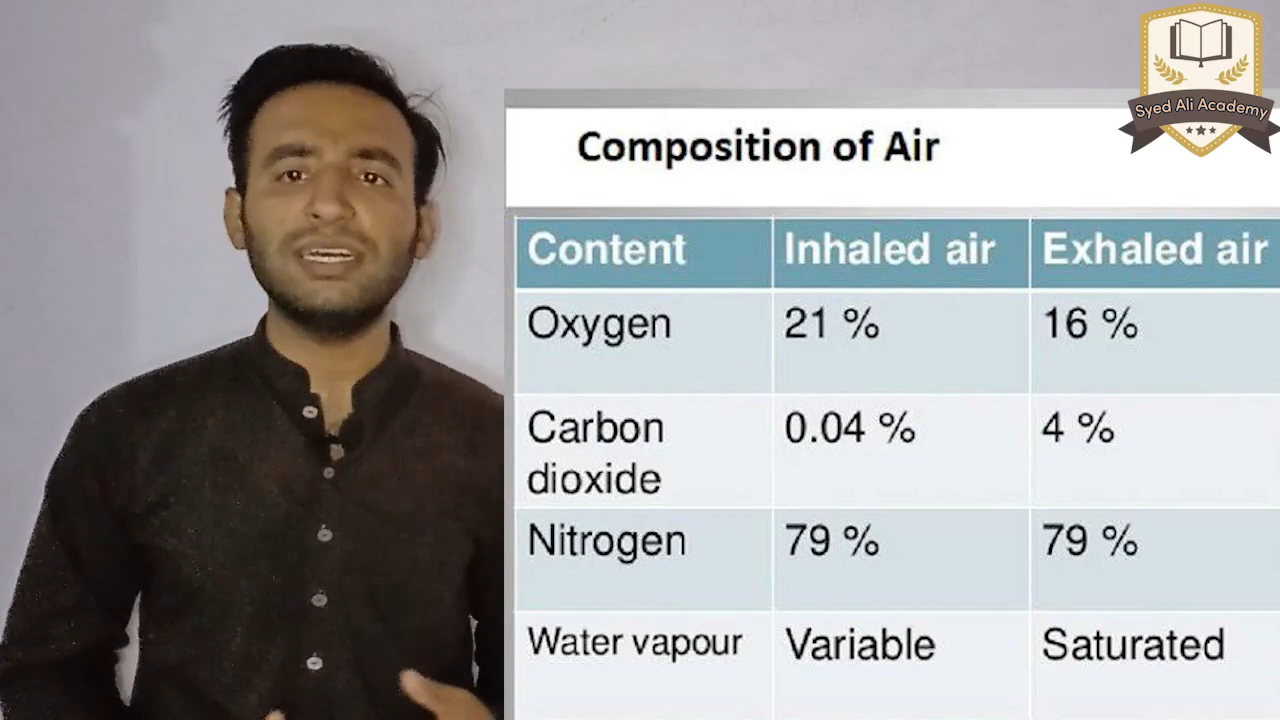 Syed Ali Academy
Composition of Air
Content Inhaled air Exhaled air
Oxygen 21 % 16 %
Carbon dioxide 0.04 % 4 %
Nitrogen 79 % 79 %
Water vapour Variable Saturated